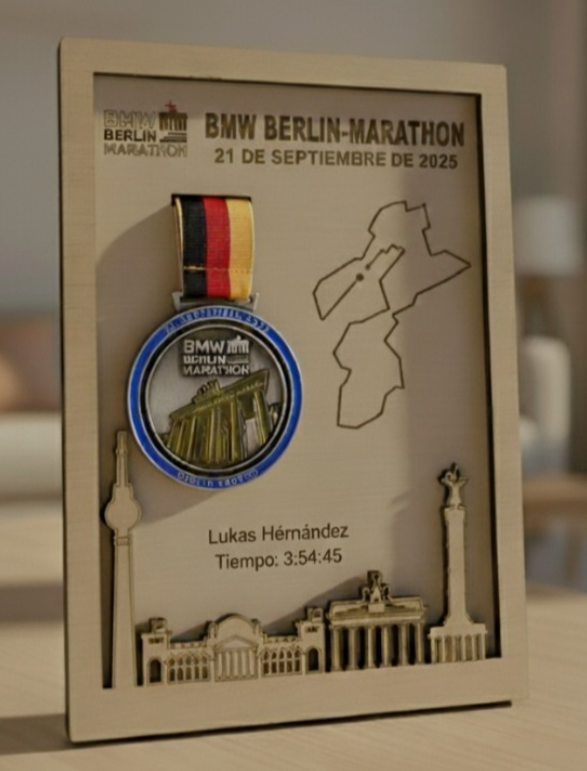 BMW
BERLIN
MARATHON
BMW BERLIN-MARATHON
21 DE SEPTIEMBRE DE 2025
BMW
BERLIN
MARATHON
Lukas Hérnández
Tiempo: 3:54:45